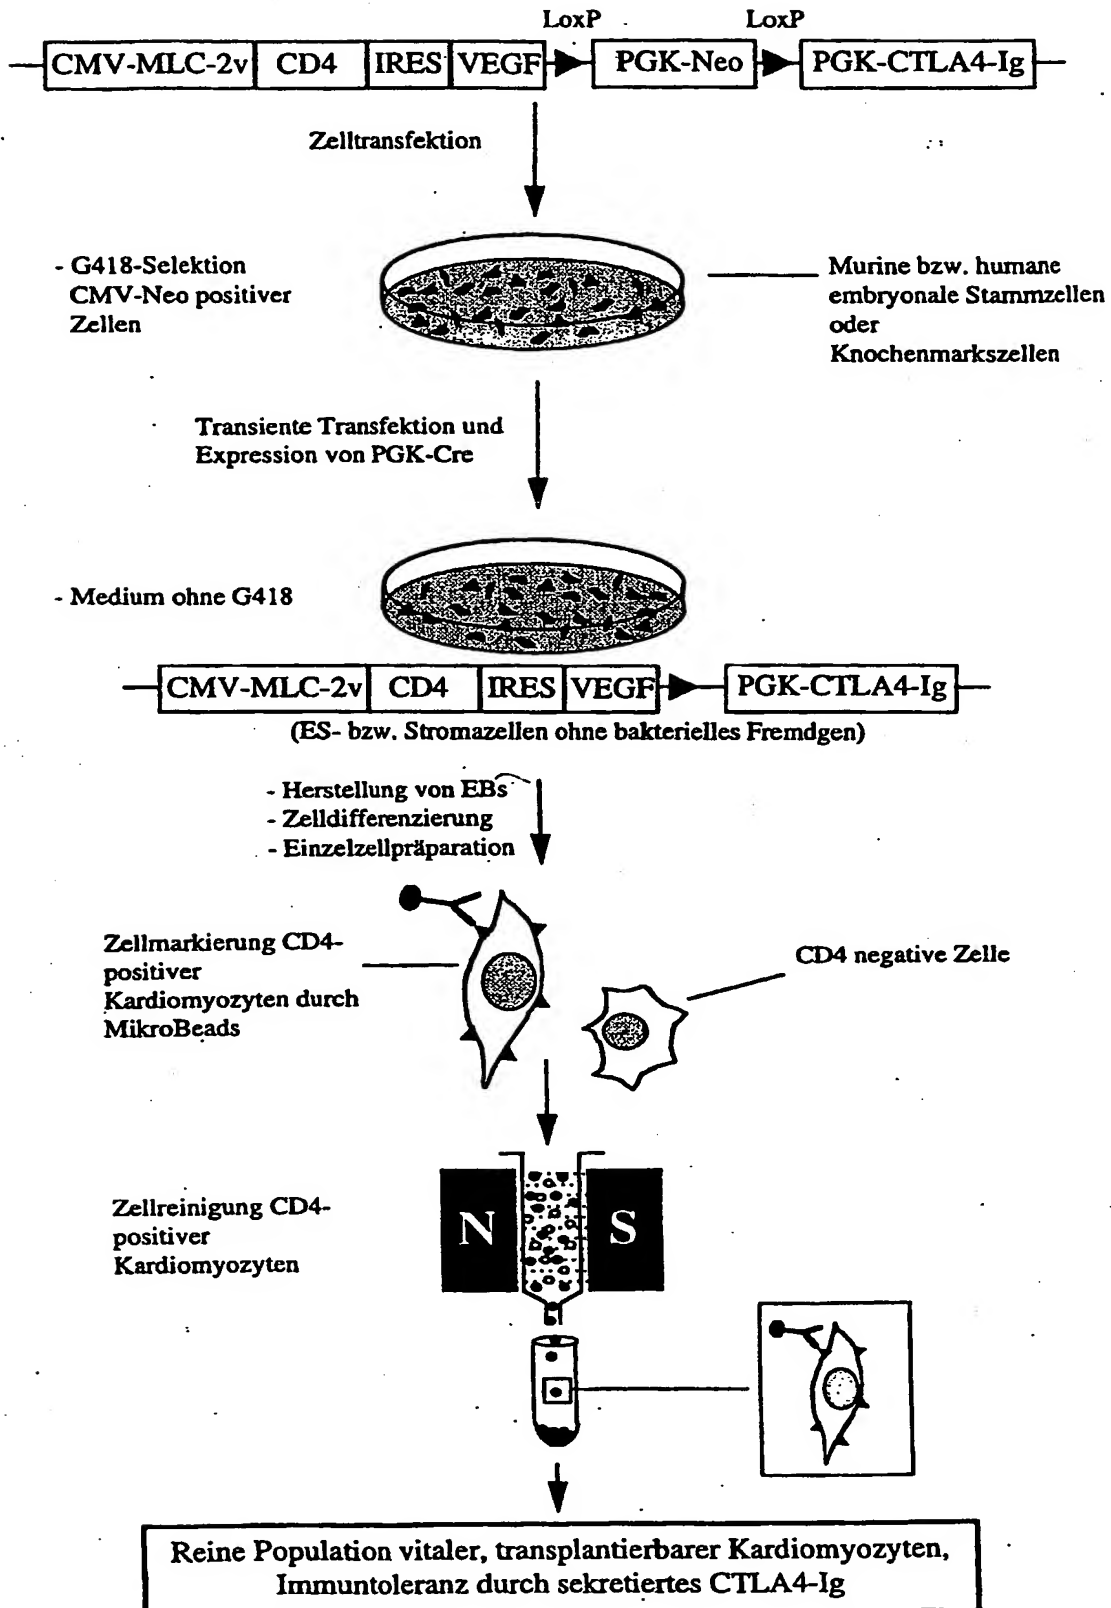 LoxP LoxP
CMV-MLC-2v CD4 IRES VEGF PGK-Neo PGK-CTLA4-Ig
Zelltransfektion
- G418-Selektion
CMV-Neo positiver
Zellen
Murine bzw. humane
embryonale Stammzellen
oder
Knochenmarkszellen
Transiente Transfektion und
Expression von PGK-Cre
- Medium ohne G418
CMV-MLC-2v CD4 IRES VEGF PGK-CTLA4-Ig
(ES- bzw. Stromazellen ohne bakterielles Fremdgen)
- Herstellung von EBs
- Zelldifferenzierung
- Einzelzellpräparation
Zellmarkierung CD4-
positiver
Kardiomyozyten durch
MikroBeads
CD4 negative Zelle
Zellreinigung CD4-
positiver
Kardiomyozyten
N S
Reine Population vitaler, transplantierbarer Kardiomyozyten,
Immuntoleranz durch sekretiertes CTLA4-Ig